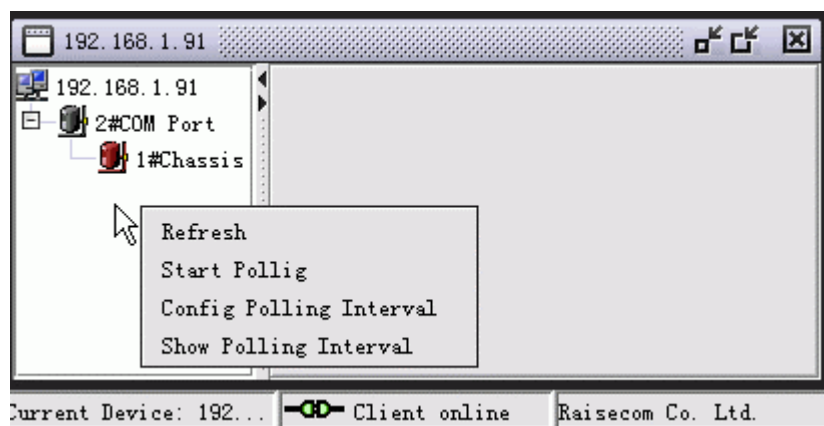 192.168.1.91
192.168.1.91
2#COM Port
1#Chassis
Refresh
Start Pollig
Config Polling Interval
Show Polling Interval
Current Device: 192... Client online Raisecom Co. Ltd.